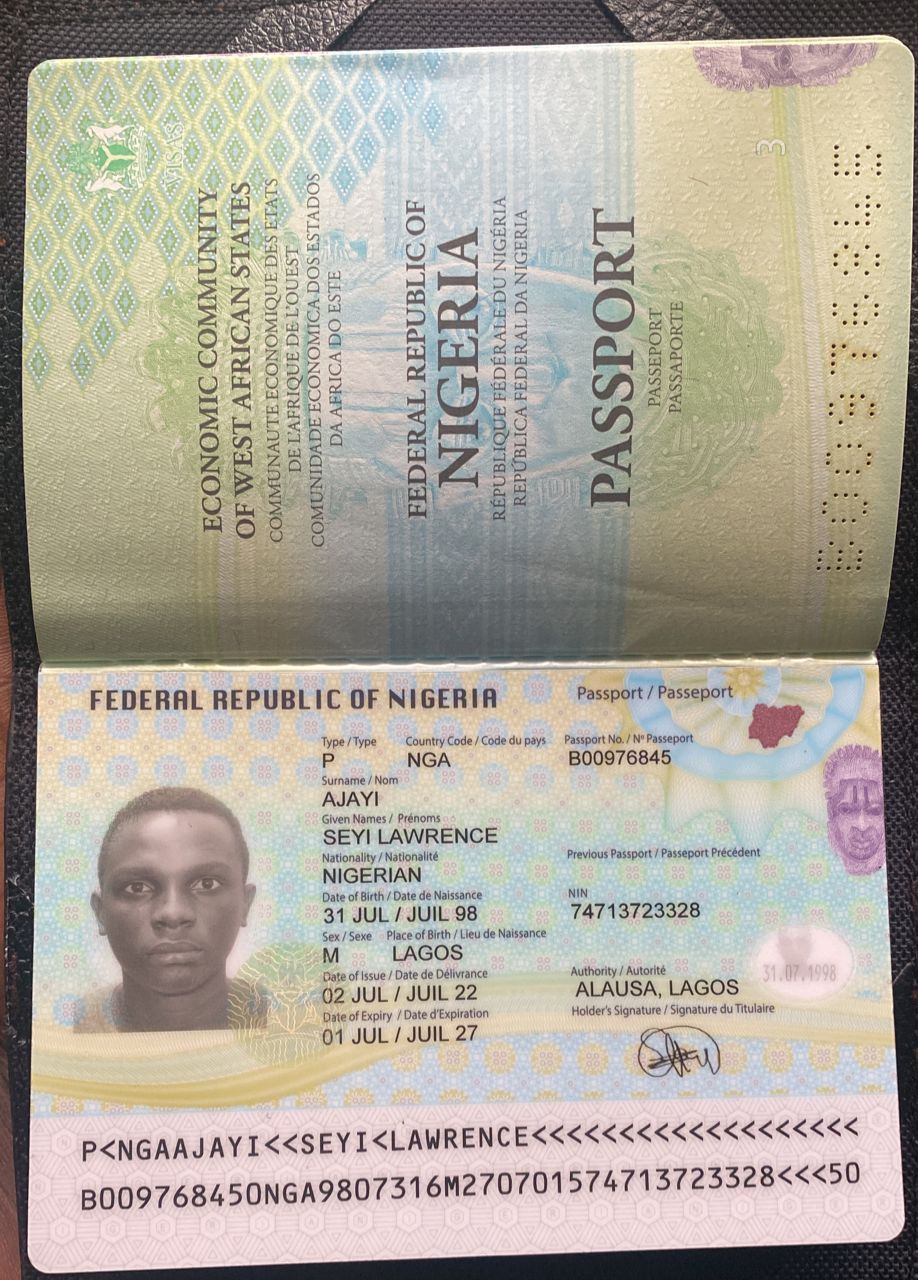 VISAS
ECONOMIC COMMUNITY
OF WEST AFRICAN STATES
COMMUNAUTE ECONOMIQUE DES ETATS
DE L'AFRIQUE DE L'OUEST
COMUNIDADE ECONOMICA DOS ESTADOS
DA AFRICA DO ESTE
FEDERAL REPUBLIC OF
NIGERIA
RÉPUBLIQUE FÉDÉRALE DU NIGÉRIA
REPÚBLICA FEDERAL DA NIGERIA
PASSPORT
PASSEPORT
PASSAPORTE
3
FEDERAL REPUBLIC OF NIGERIA
Passport / Passeport
Type / Type Country Code / Code du pays Passport No. / Nº Passeport
P NGA B00976845
Surname / Nom
AJAYI
Given Names / Prénoms
SEYI LAWRENCE
Nationality / Nationalité Previous Passport / Passeport Précédent
NIGERIAN
Date of Birth / Date de Naissance NIN
31 JUL / JUIL 98 74713723328
Sex / Sexe Place of Birth / Lieu de Naissance
M LAGOS
Date of Issue / Date de Délivrance Authority / Autorité
02 JUL / JUIL 22 ALAUSA, LAGOS
31.07.1998
Date of Expiry / Date d'Expiration Holder's Signature / Signature du Titulaire
01 JUL / JUIL 27
P<NGAAJAYI<<SEYI<LAWRENCE<<<<<<<<<<<<<<<<<<<
B009768450NGA9807316M270701574713723328<<<50